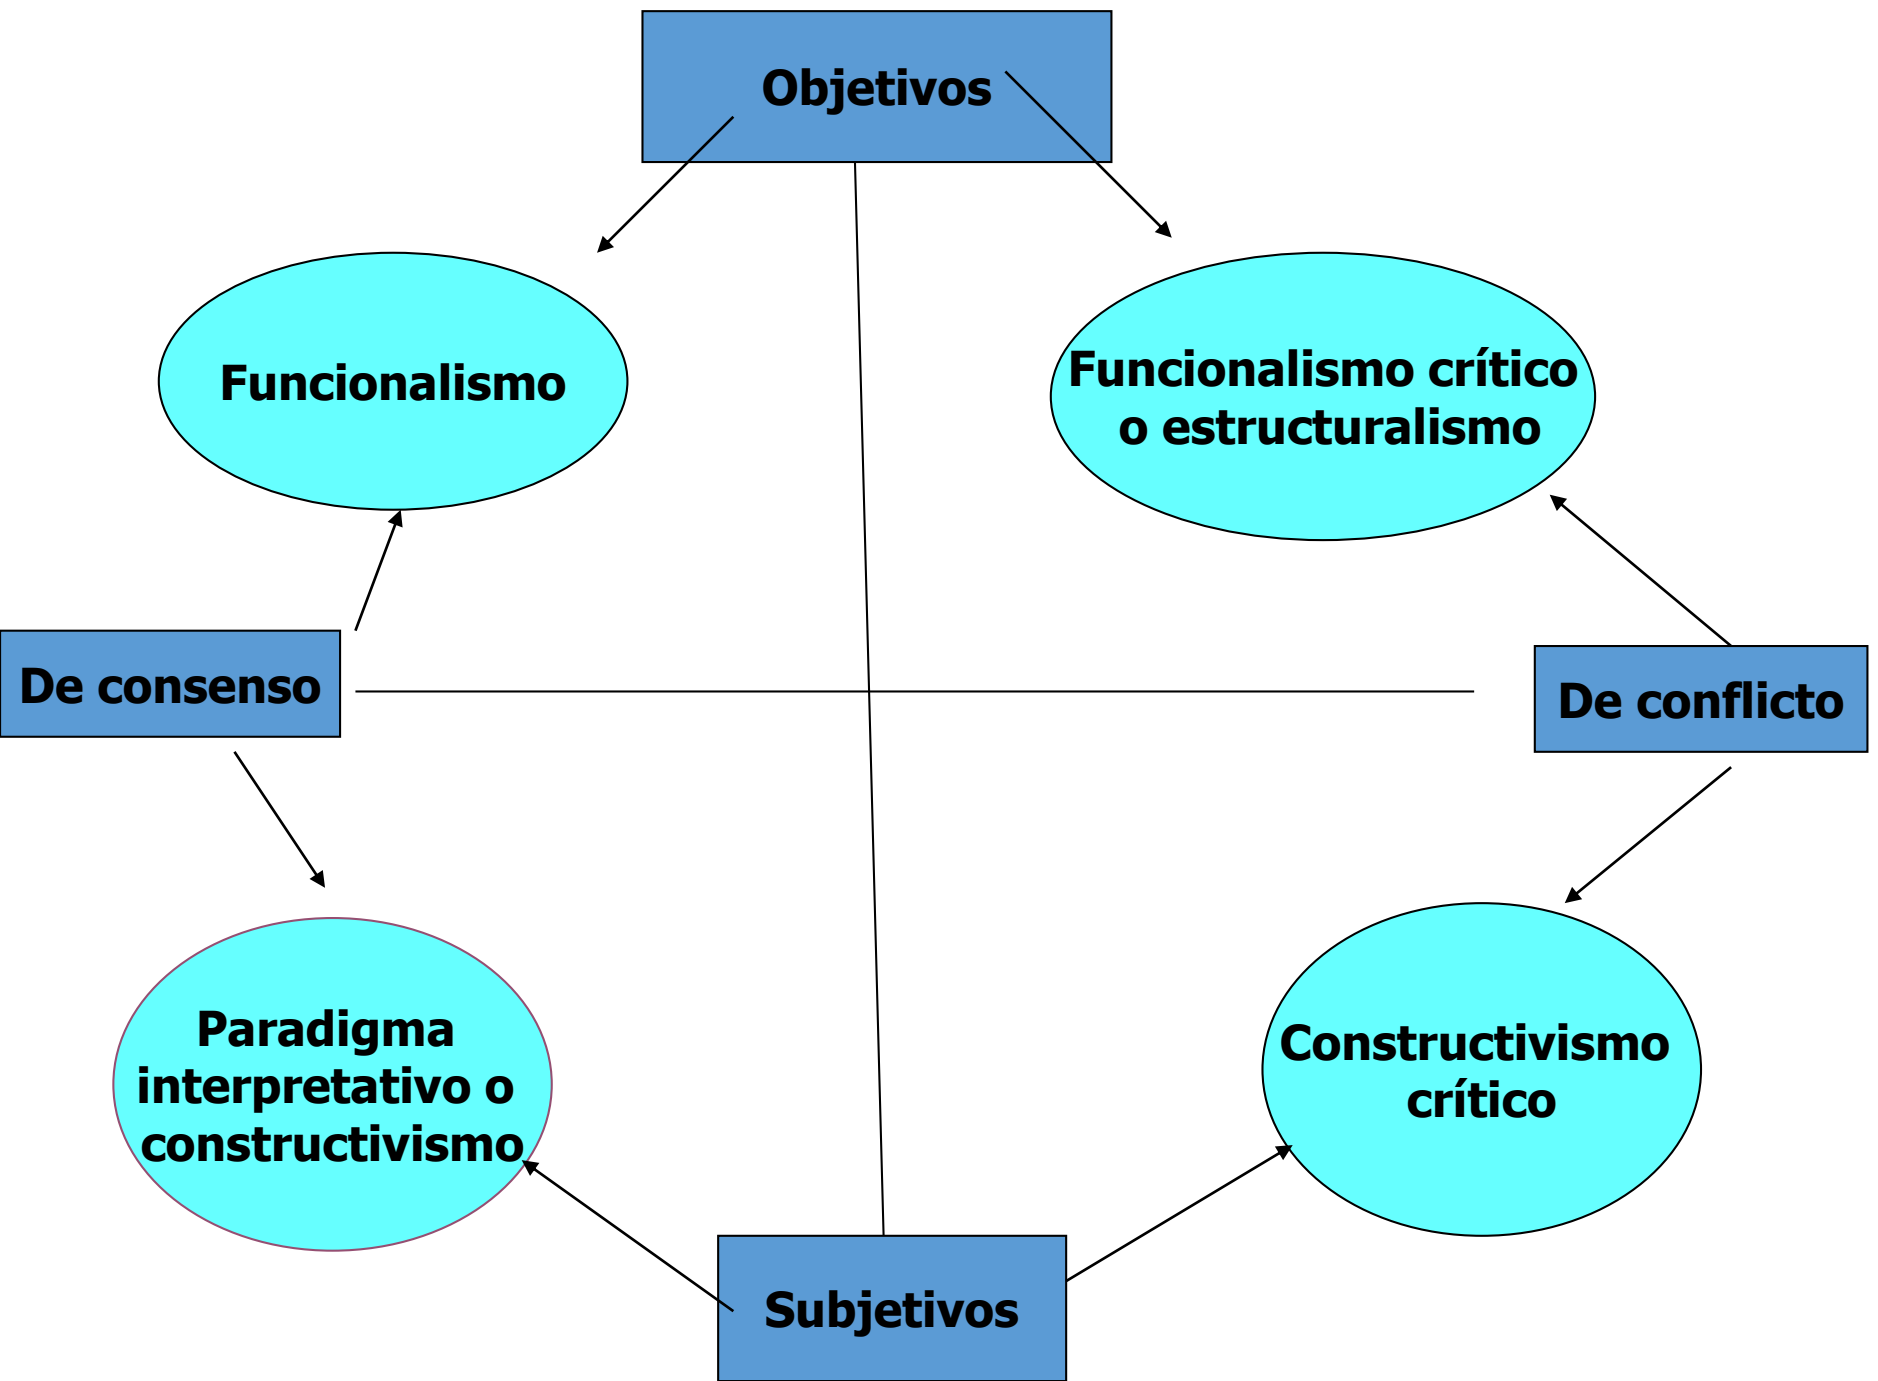 Objetivos
Funcionalismo
Funcionalismo crítico
o estructuralismo
De consenso
De conflicto
Paradigma
interpretativo o
constructivismo
Constructivismo
crítico
Subjetivos